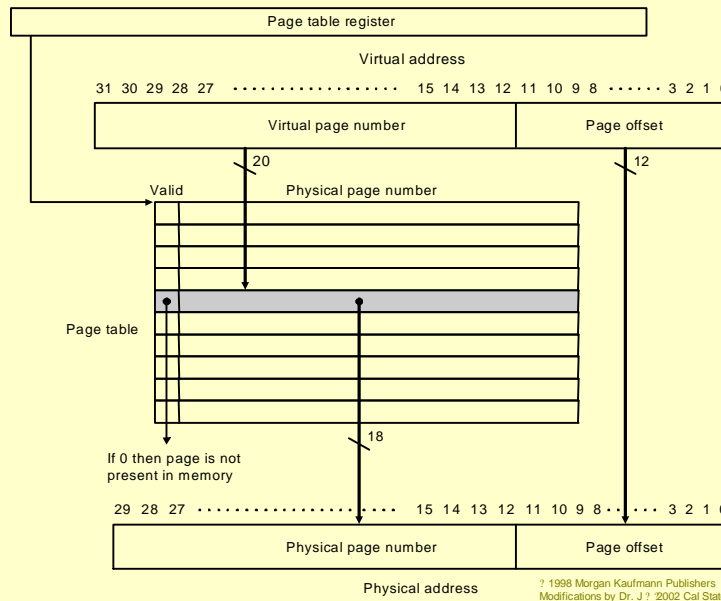 Page table register
Virtual address
31 30 29 28 27 .................. 15 14 13 12 11 10 9 8 ...... 3 2 1
Virtual page number Page offset
20 12
Valid Physical page number
Page table
18
If 0 then page is not
present in memory
29 28 27 .................. 15 14 13 12 11 10 9 8 ...... 3 2 1
Physical page number Page offset
Physical address
? 1998 Morgan Kaufmann Publishers
Modifications by Dr. J ? 2002 Cal Stat